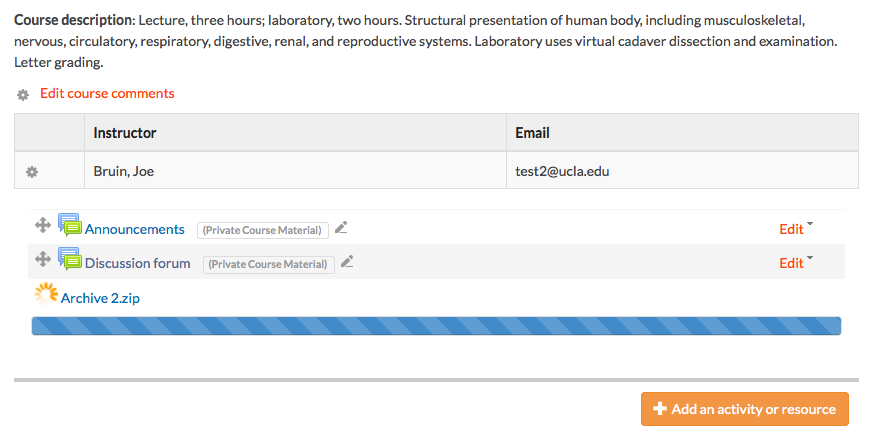 Course description: Lecture, three hours; laboratory, two hours. Structural presentation of human body, including musculoskeletal,
nervous, circulatory, respiratory, digestive, renal, and reproductive systems. Laboratory uses virtual cadaver dissection and examination.
Letter grading.
Edit course comments
Instructor Email
Bruin, Joe test2@ucla.edu
Announcements (Private Course Material) Edit
Discussion forum (Private Course Material) Edit
Archive 2.zip
Add an activity or resource